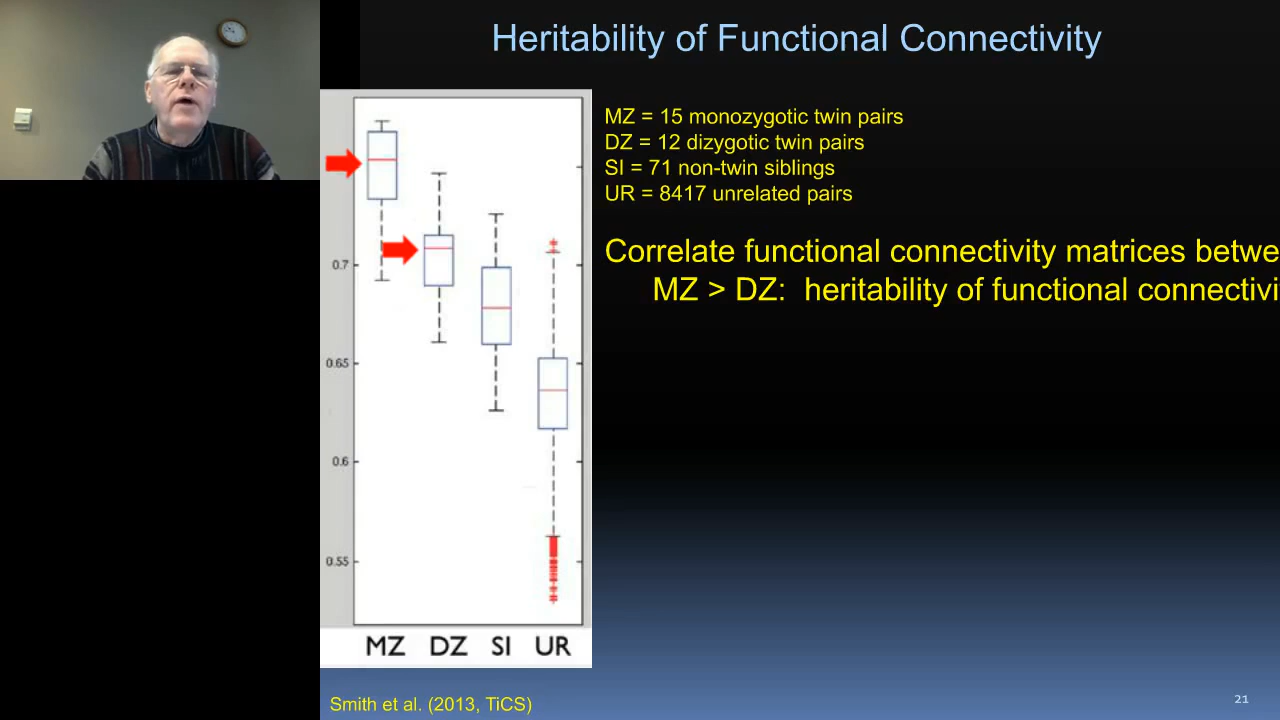 Heritability of Functional Connectivity
MZ = 15 monozygotic twin pairs
DZ = 12 dizygotic twin pairs
SI = 71 non-twin siblings
UR = 8417 unrelated pairs
Correlate functional connectivity matrices betwe
MZ > DZ: heritability of functional connectivi
0.7
0.65
0.6
0.55
MZ DZ SI UR
Smith et al. (2013, TiCS)
21